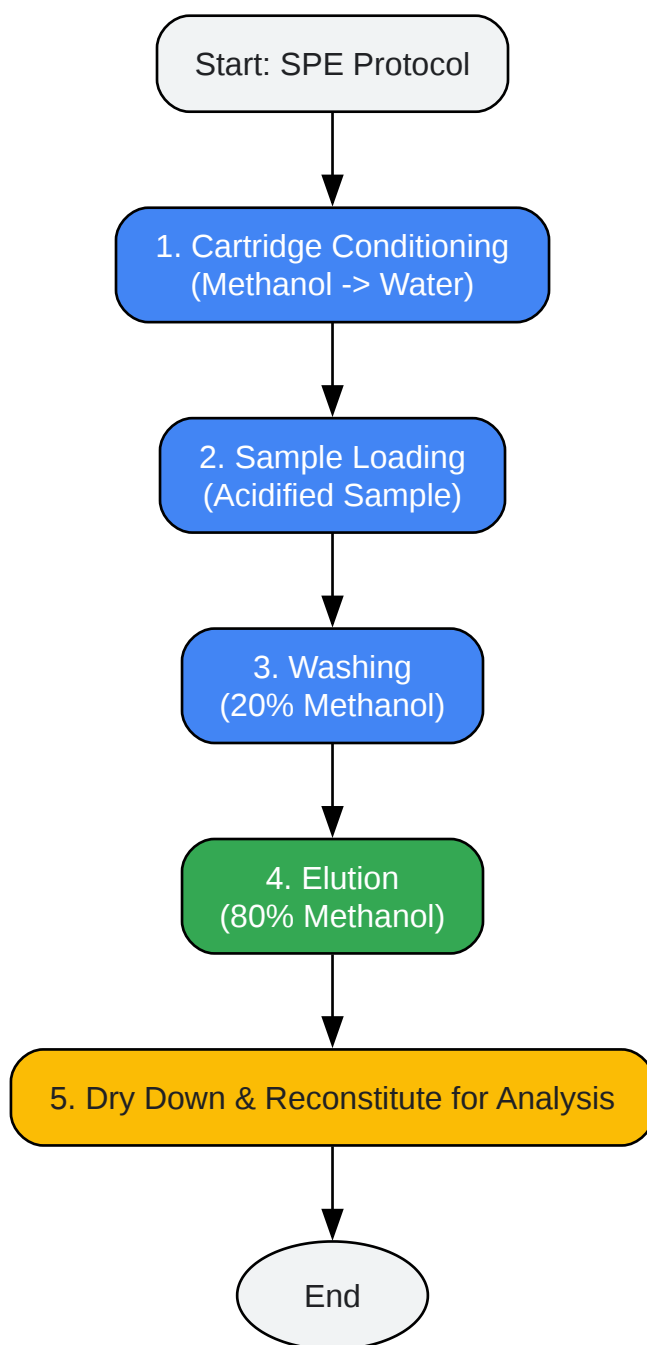 Start: SPE Protocol
1. Cartridge Conditioning
(Methanol -> Water)
2. Sample Loading
(Acidified Sample)
3. Washing
(20% Methanol)
4. Elution
(80% Methanol)
5. Dry Down & Reconstitute for Analysis
End